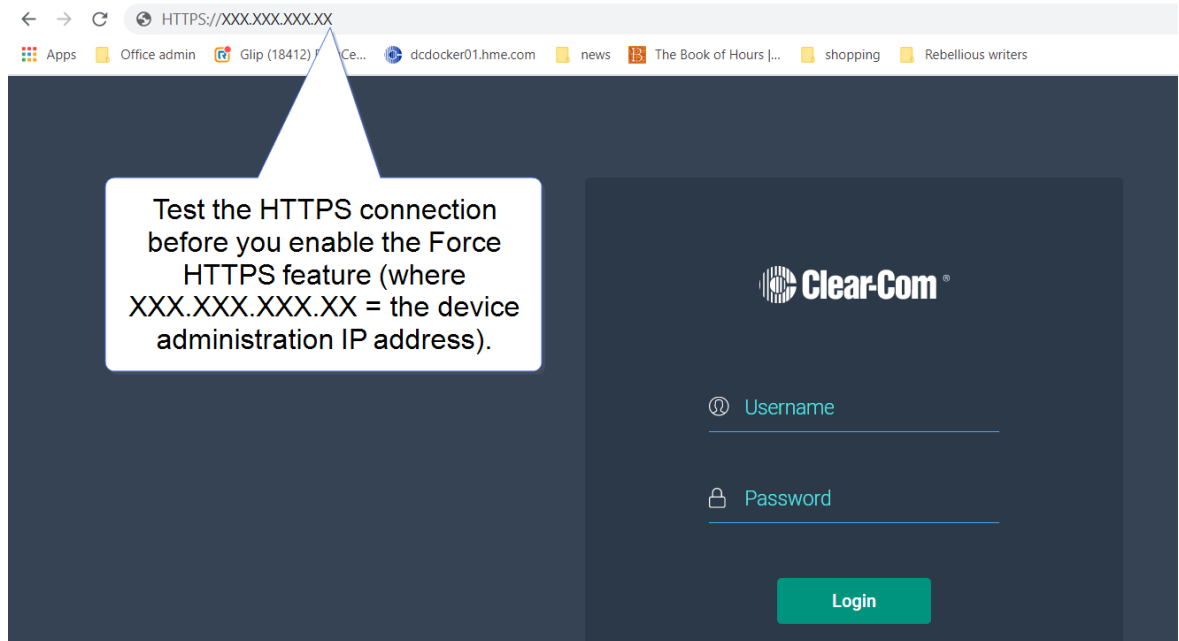 HTTPS://XXX.XXX.XXX.XX
Apps Office admin Glip (18412) Ce... dcdocker01.hme.com news The Book of Hours |... shopping Rebellious writers
Test the HTTPS connection
before you enable the Force
HTTPS feature (where
XXX.XXX.XXX.XX = the device
administration IP address).
Clear-Com ®
Username
Password
Login